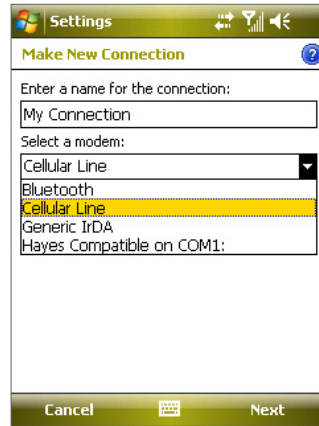 Settings
Make New Connection
?
Enter a name for the connection:
My Connection
Select a modem:
Cellular Line
Bluetooth
Cellular Line
Generic IrDA
Hayes Compatible on COM1:
Cancel Next